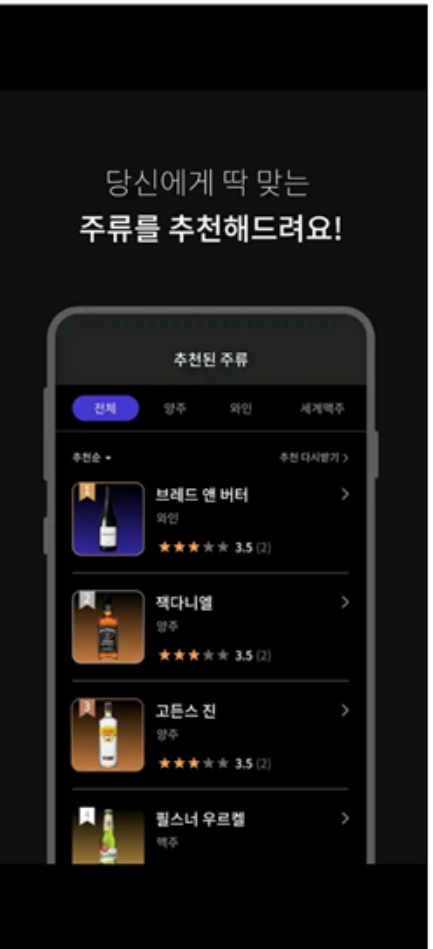 당신에게 딱 맞는
주류를 추천해드려요!
추천된 주류
전체 양주 와인 세계맥주
추천순 추천 다시받기 >
1
브레드 앤 버터
와인
3.5 (2)
2
잭다니엘
양주
3.5 (2)
3
고든스 진
양주
3.5 (2)
4
필스너 우르켈
맥주